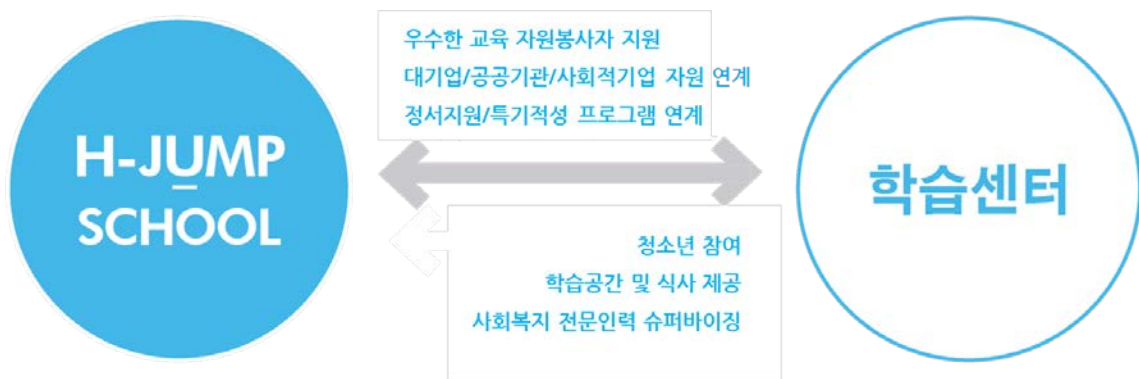 H-JUMP
SCHOOL
우수한 교육 자원봉사자 지원
대기업/공공기관/사회적기업 자원 연계
정서지원/특기적성 프로그램 연계
청소년 참여
학습공간 및 식사 제공
사회복지 전문인력 슈퍼바이징
학습센터